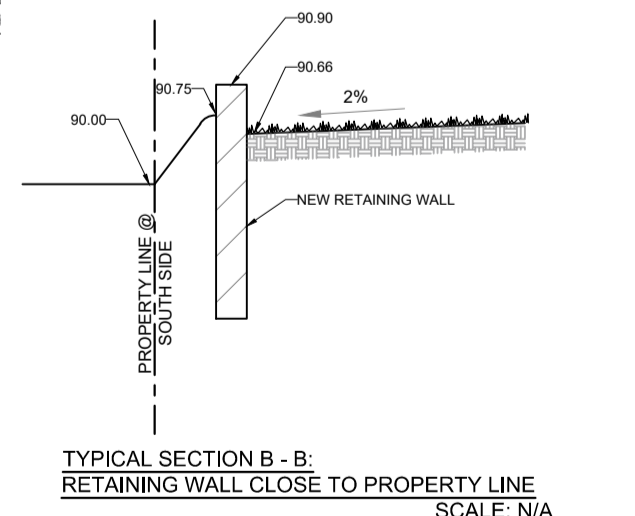 90.90
90.66
90.75
2%
90.00
NEW RETAINING WALL
PROPERTY LINE @
SOUTH SIDE
TYPICAL SECTION B - B:
RETAINING WALL CLOSE TO PROPERTY LINE
SCALE: N/A